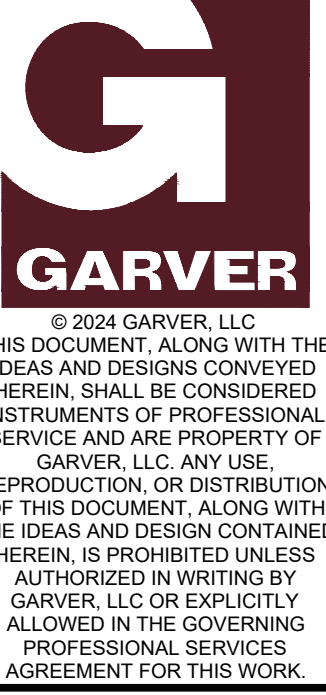 GARVER
© 2024 GARVER, LLC
HIS DOCUMENT, ALONG WITH THE
DEAS AND DESIGNS CONVEYED
HEREIN, SHALL BE CONSIDERED
NSTRUMENTS OF PROFESSIONAL
SERVICE AND ARE PROPERTY OF
GARVER, LLC. ANY USE,
EPRODUCTION, OR DISTRIBUTION
OF THIS DOCUMENT, ALONG WITH
HE IDEAS AND DESIGN CONTAINED
HEREIN, IS PROHIBITED UNLESS
AUTHORIZED IN WRITING BY
GARVER, LLC OR EXPLICITLY
ALLOWED IN THE GOVERNING
PROFESSIONAL SERVICES
AGREEMENT FOR THIS WORK.